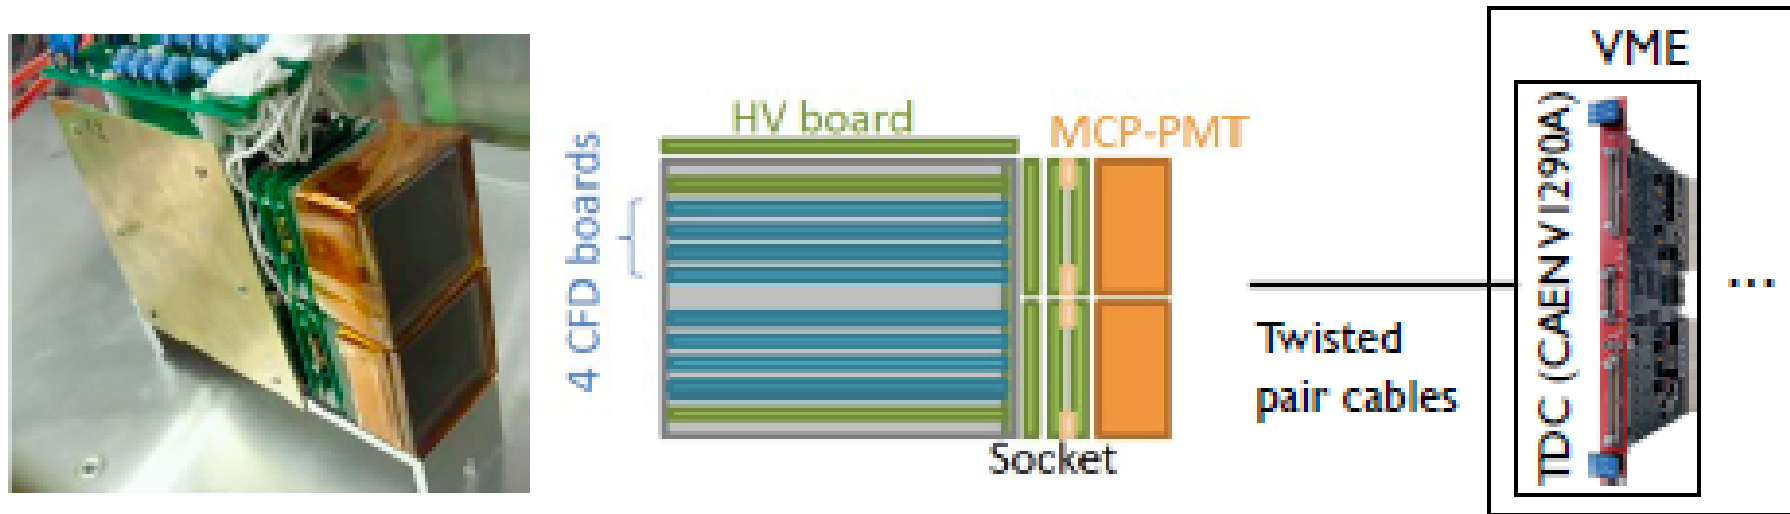 VME
HV board
MCP-PMT
4 CFD boards
TDC (CAEN V1290A)
Twisted
pair cables
Socket
...